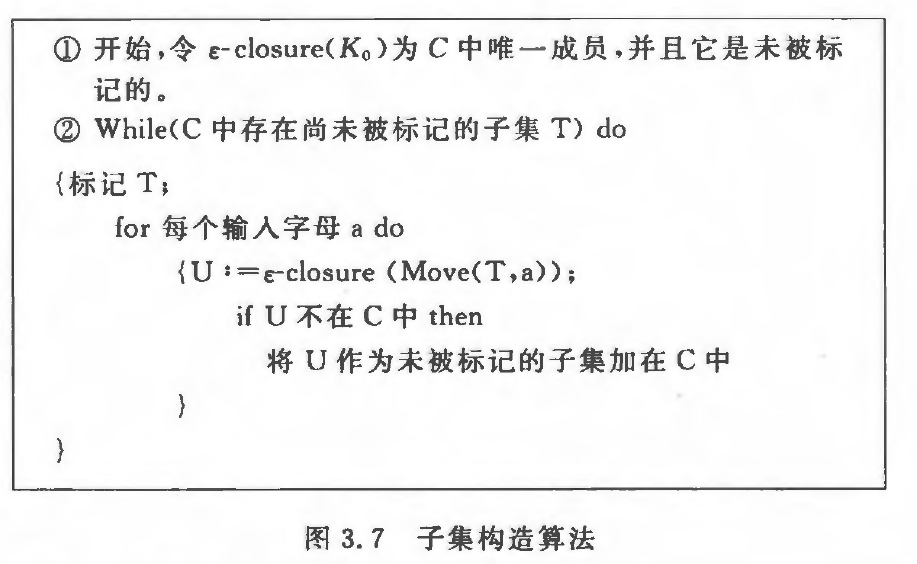 ① 开始,令 ε-closure(K₀)为 C 中唯一成员,并且它是未被标
记的。
② While(C 中存在尚未被标记的子集 T) do
{标记 T;
for 每个输入字母 a do
{U :=ε-closure (Move(T,a));
if U 不在 C 中 then
将 U 作为未被标记的子集加在 C 中
}
}
图 3.7 子集构造算法